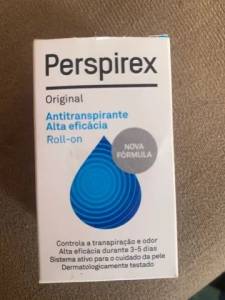 Perspirex
Original
Antitranspirante
Alta eficácia
Roll-on
NOVA
FÓRMULA
Controla a transpiração e odor
Alta eficácia durante 3-5 dias
Sistema ativo para o cuidado da pele
Dermatologicamente testado